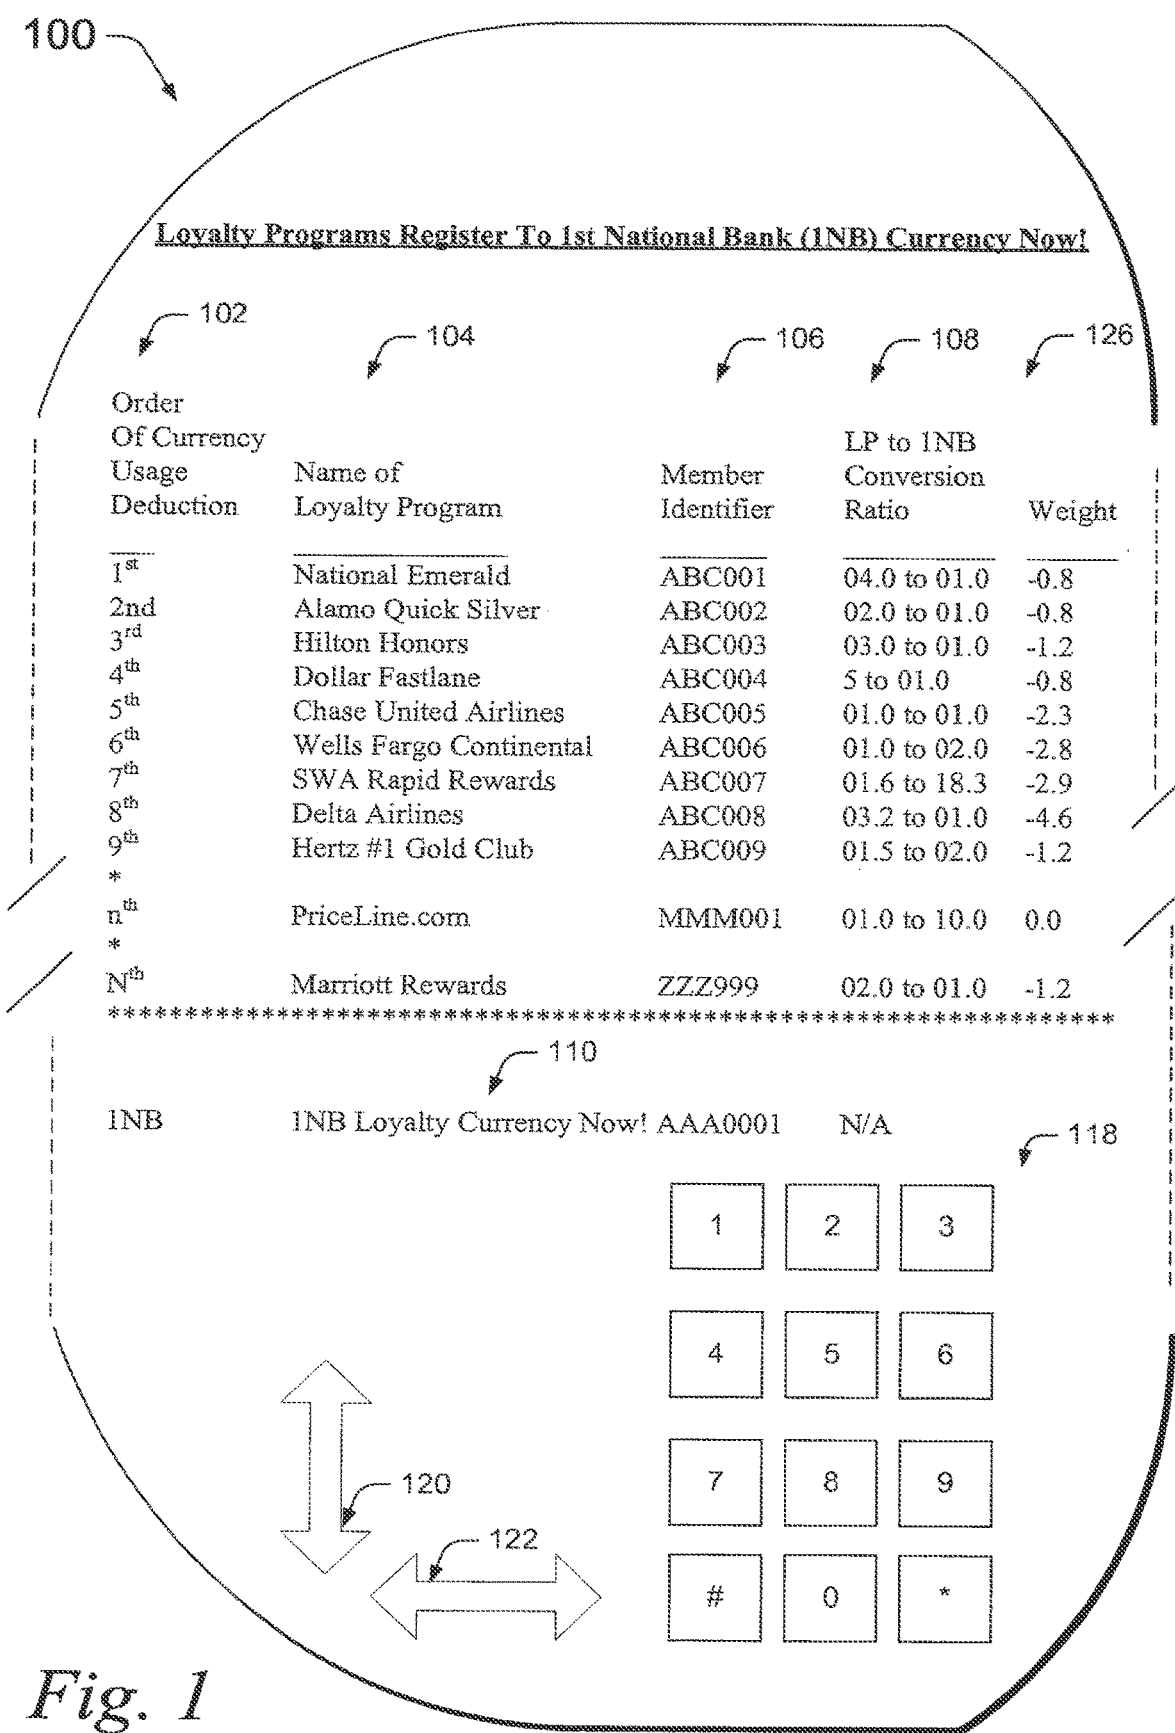 100
Loyalty Programs Register To 1st National Bank (1NB) Currency Now!
102
104
106
108
126
Order
Of Currency
Usage
Deduction
Name of
Loyalty Program
Member
Identifier
LP to 1NB
Conversion
Ratio
Weight
1st National Emerald ABC001 04.0 to 01.0 -0.8
2nd Alamo Quick Silver ABC002 02.0 to 01.0 -0.8
3rd Hilton Honors ABC003 03.0 to 01.0 -1.2
4th Dollar Fastlane ABC004 5 to 01.0 -0.8
5th Chase United Airlines ABC005 01.0 to 01.0 -2.3
6th Wells Fargo Continental ABC006 01.0 to 02.0 -2.8
7th SWA Rapid Rewards ABC007 01.6 to 18.3 -2.9
8th Delta Airlines ABC008 03.2 to 01.0 -4.6
9th Hertz #1 Gold Club ABC009 01.5 to 02.0 -1.2
*
nth PriceLine.com MMM001 01.0 to 10.0 0.0
*
Nth Marriott Rewards ZZZ999 02.0 to 01.0 -1.2
******************************************************************
110
1NB 1NB Loyalty Currency Now! AAA0001 N/A
118
1 2 3
4 5 6
7 8 9
# 0 *
120
122
Fig. 1